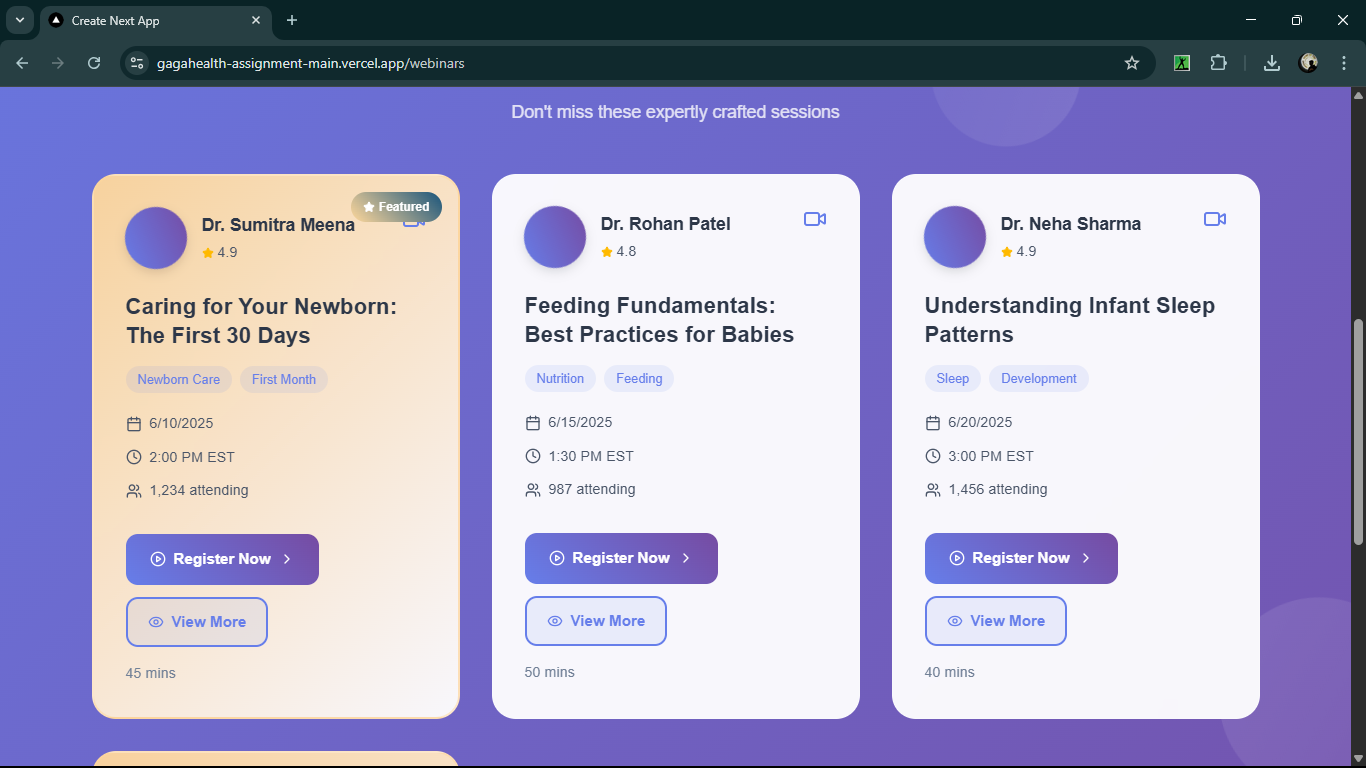 Create Next App
gagahealth-assignment-main.vercel.app/webinars
Don't miss these expertly crafted sessions
Featured
Dr. Sumitra Meena
4.9
Caring for Your Newborn:
The First 30 Days
Newborn Care First Month
6/10/2025
2:00 PM EST
1,234 attending
Register Now
View More
45 mins
Dr. Rohan Patel
4.8
Feeding Fundamentals:
Best Practices for Babies
Nutrition Feeding
6/15/2025
1:30 PM EST
987 attending
Register Now
View More
50 mins
Dr. Neha Sharma
4.9
Understanding Infant Sleep
Patterns
Sleep Development
6/20/2025
3:00 PM EST
1,456 attending
Register Now
View More
40 mins